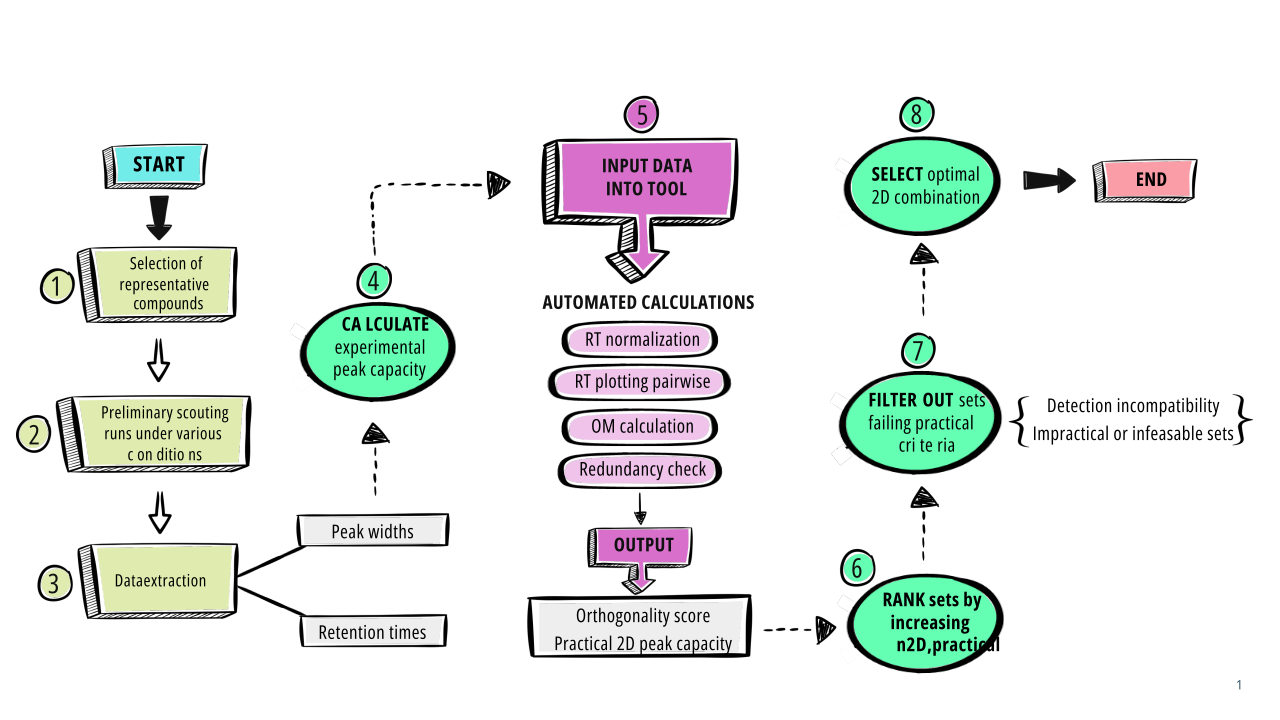 START
1
Selection of
representative
compounds
2
Preliminary scouting
runs under various
c on ditio ns
3
Dataextraction
Peak widths
Retention times
4
CA LCULATE
experimental
peak capacity
5
INPUT DATA
INTO TOOL
AUTOMATED CALCULATIONS
RT normalization
RT plotting pairwise
OM calculation
Redundancy check
OUTPUT
Orthogonality score
Practical 2D peak capacity
6
RANK sets by
increasing
n2D,practical
7
FILTER OUT sets
failing practical
cri te ria
{ Detection incompatibility
Impractical or infeasable sets }
8
SELECT optimal
2D combination
END
1